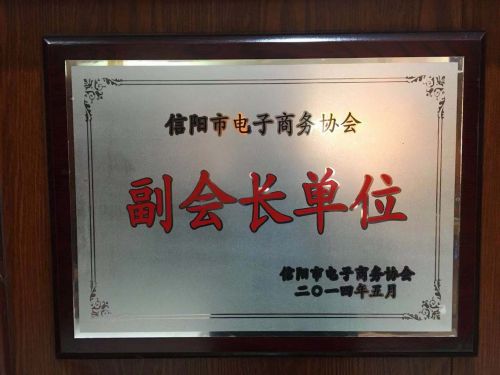 信阳市电子商务协会
副会长单位
信阳市电子商务协会
二〇一四年五月